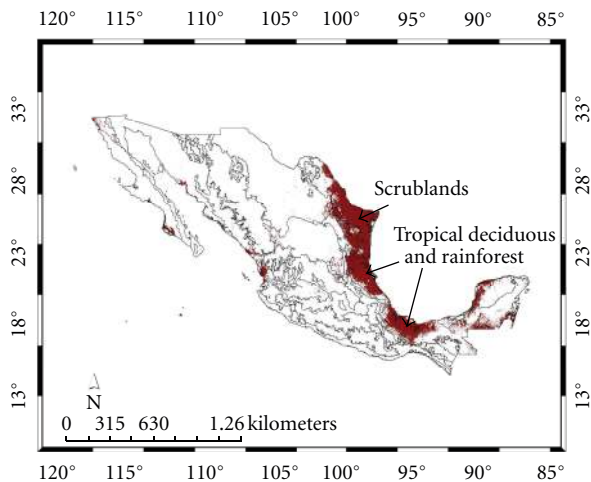 120° 115° 110° 105° 100° 95° 90° 85°
33° 33°
28° 28°
Scrublands
Tropical deciduous
and rainforest
23° 23°
18° 18°
13° 13°
N
0 315 630 1.26 kilometers
120° 115° 110° 105° 100° 95° 90° 85°